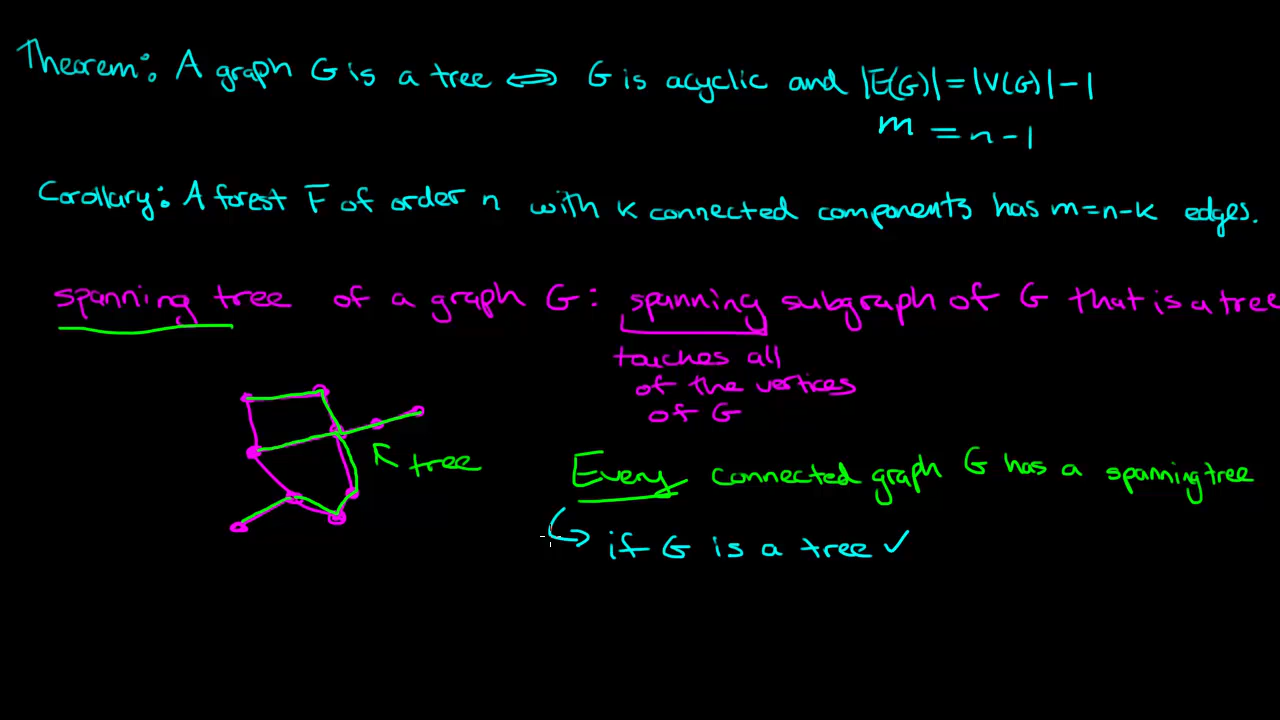 Theorem: A graph G is a tree ⟺ G is acyclic and |E(G)| = |V(G)| - 1
m = n - 1
Corollary: A forest F of order n with k connected components has m=n-k edges.
spanning tree of a graph G: spanning subgraph of G that is a tree
touches all
of the vertices
of G
tree
Every connected graph G has a spanning tree
if G is a tree ✓